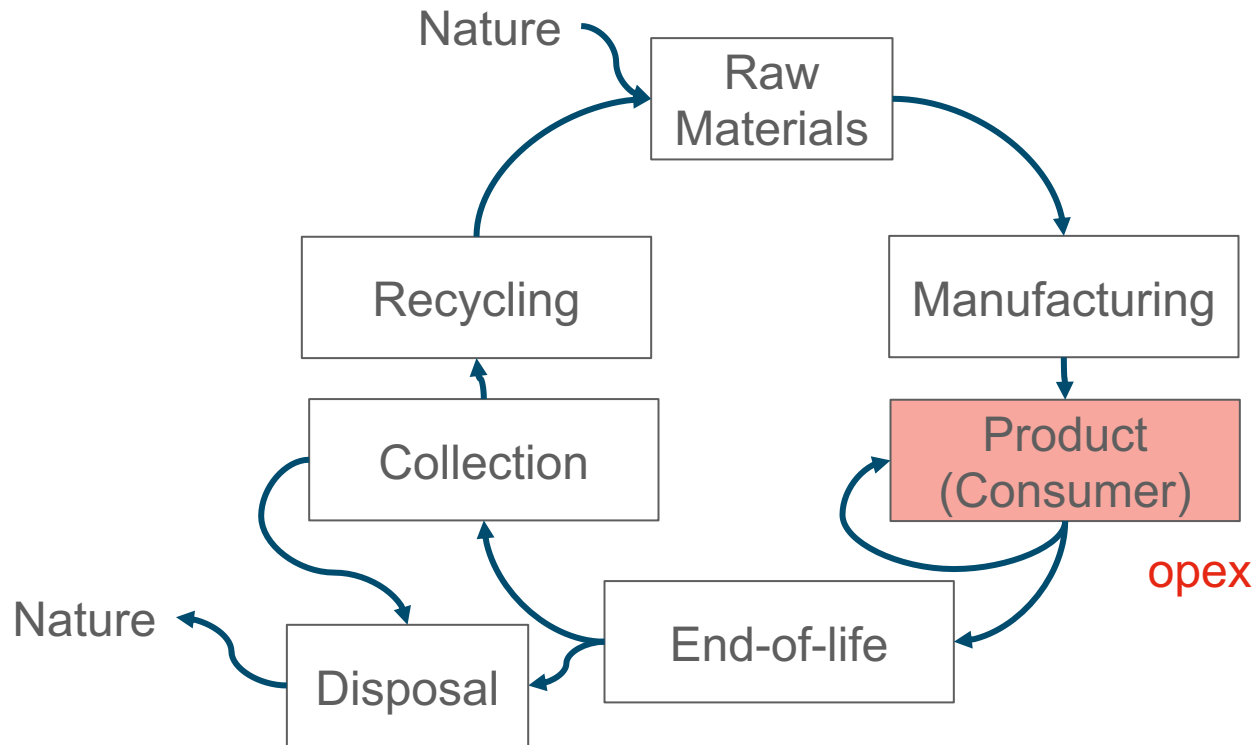 Nature
Raw
Materials
Recycling
Manufacturing
Collection
Product
(Consumer)
opex
Nature
End-of-life
Disposal